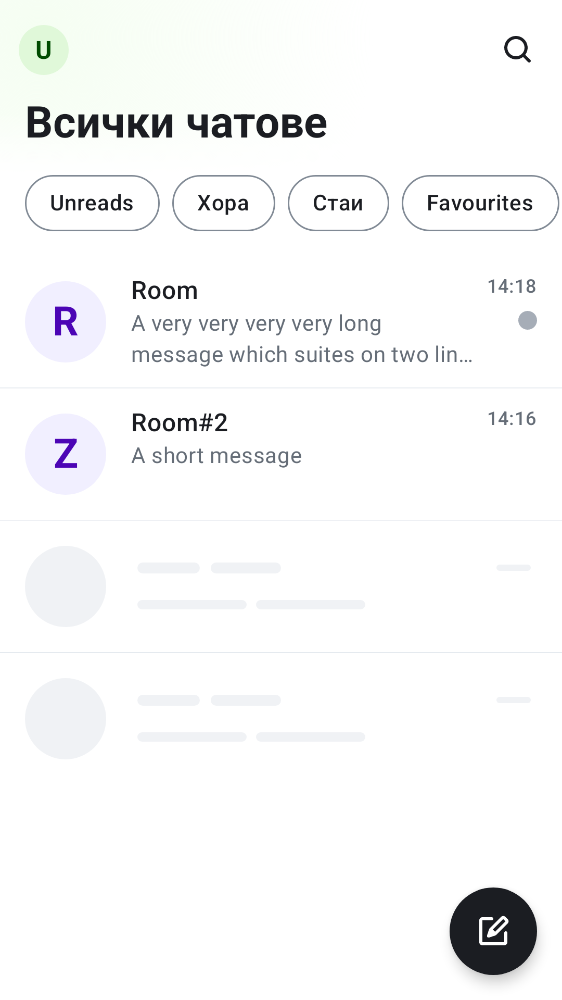 U
Всички чатове
Unreads Хора Стаи Favourites
R Room 14:18
A very very very very long
message which suites on two lin…
Z Room#2 14:16
A short message